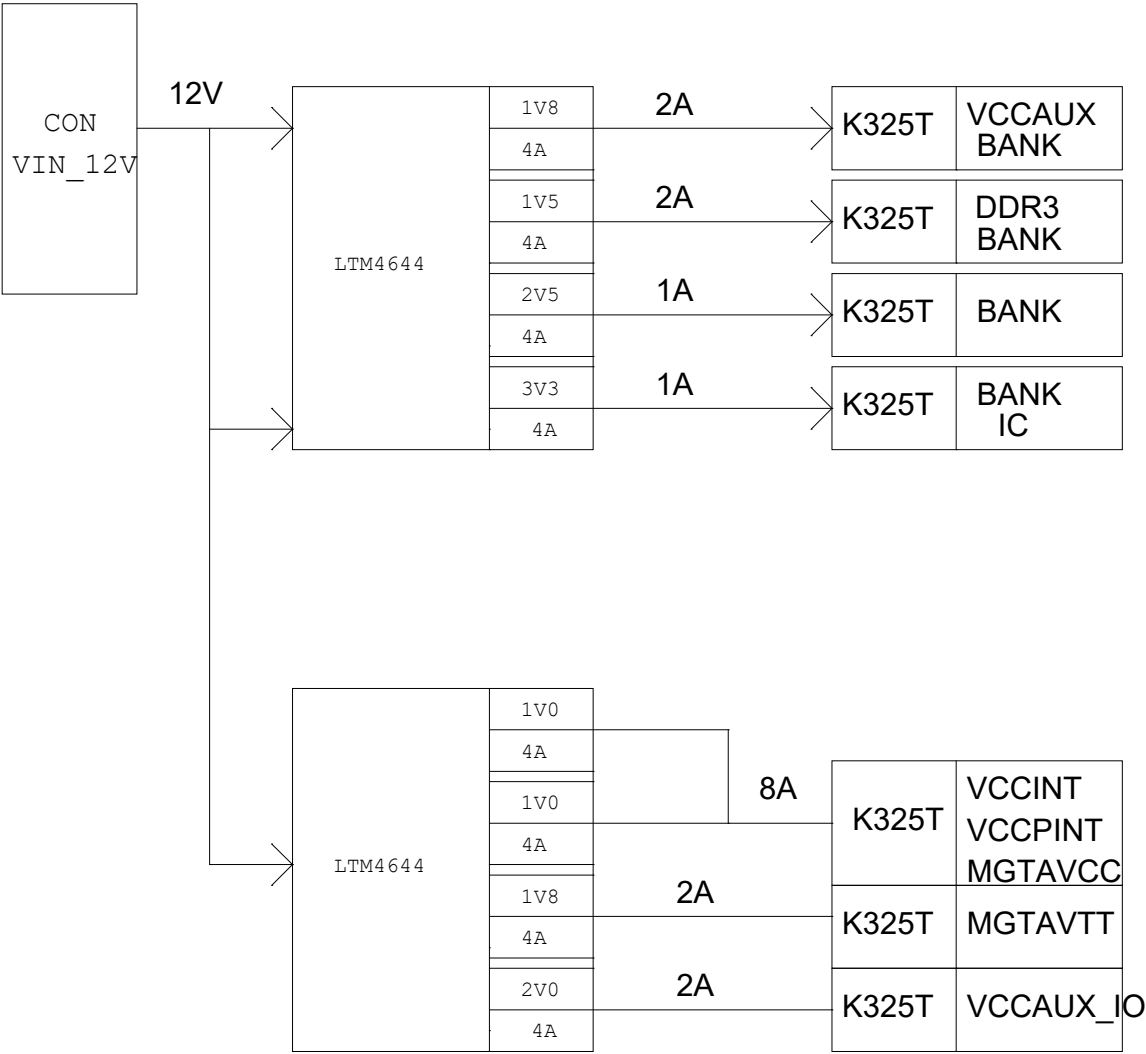 12V
CON
VIN_12V
LTM4644
1V8
4A
1V5
4A
2V5
4A
3V3
4A
2A
2A
1A
1A
K325T
VCCAUX
BANK
K325T
DDR3
BANK
K325T
BANK
K325T
BANK
IC
LTM4644
1V0
4A
1V0
4A
1V8
4A
2V0
4A
8A
2A
2A
K325T
VCCINT
VCCPINT
MGTAVCC
K325T
MGTAVTT
K325T
VCCAUX_IO